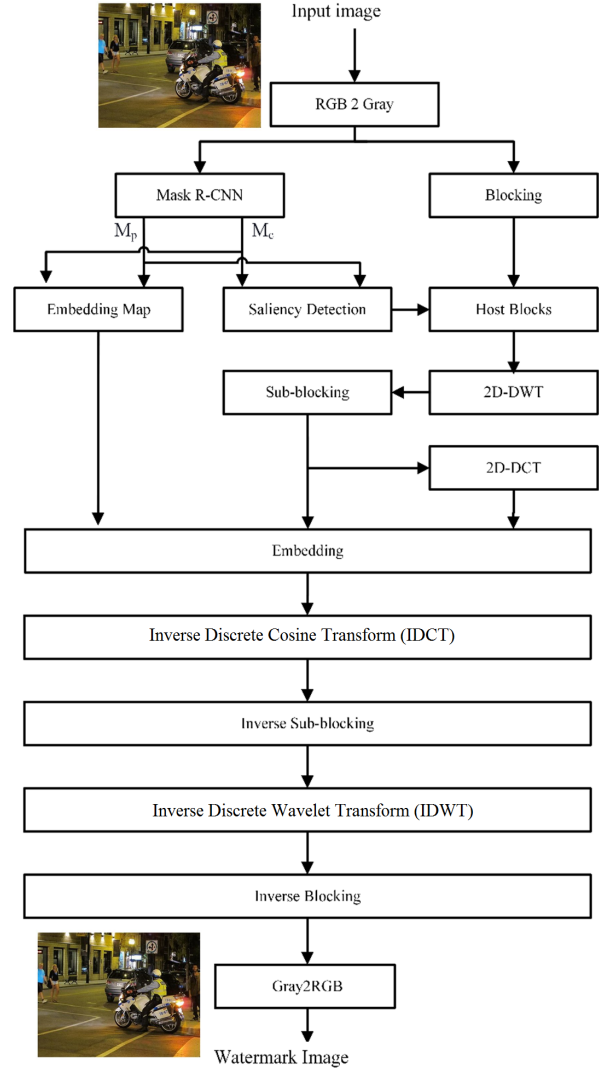 Input image
RGB 2 Gray
Mask R-CNN
Blocking
Mp
Mc
Embedding Map
Saliency Detection
Host Blocks
Sub-blocking
2D-DWT
2D-DCT
Embedding
Inverse Discrete Cosine Transform (IDCT)
Inverse Sub-blocking
Inverse Discrete Wavelet Transform (IDWT)
Inverse Blocking
Gray2RGB
Watermark Image